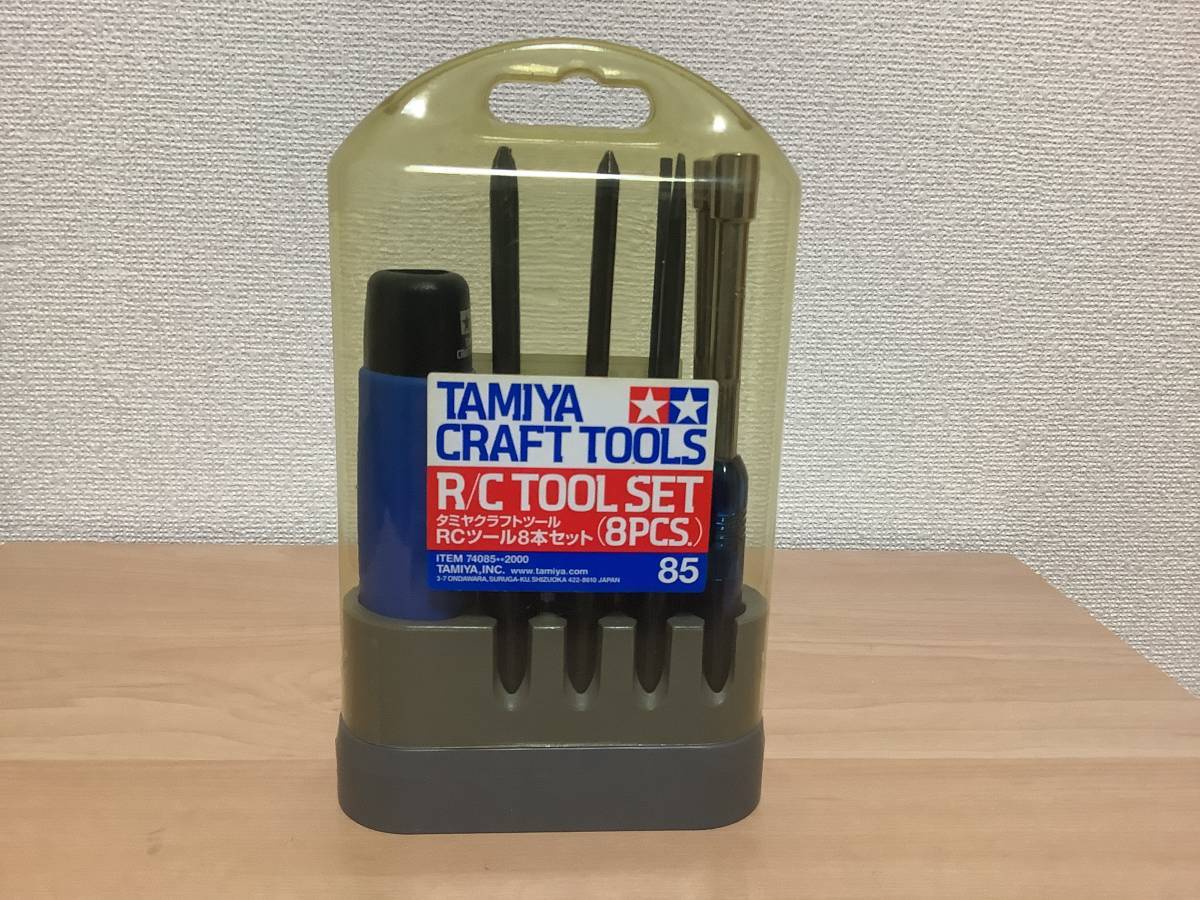 TAMIYA
CRAFT TOOLS
R/C TOOL SET
タミヤクラフトツール
RCツール8本セット (8PCS.)
ITEM 74085••2000
TAMIYA, INC. www.tamiya.com
3-7 ONDAWARA, SURUGA-KU, SHIZUOKA 422-8610 JAPAN
85